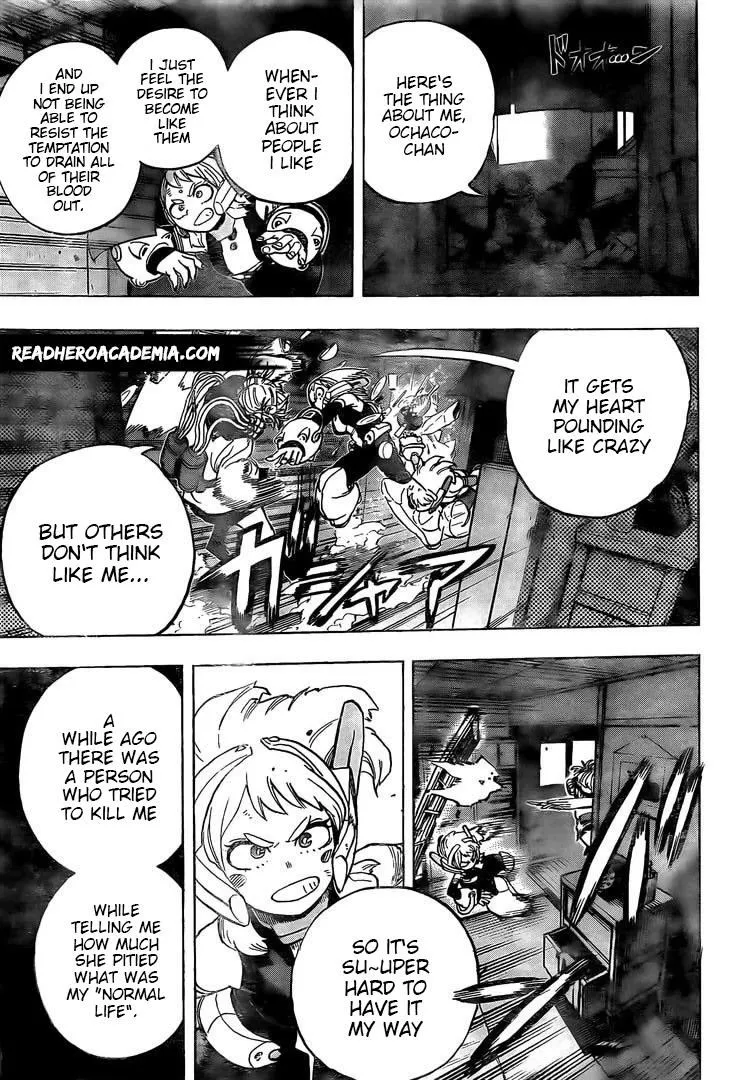 HERE'S
THE THING
ABOUT ME,
OCHACO-
CHAN
WHEN-
EVER I
THINK
ABOUT
PEOPLE
I LIKE
I JUST
FEEL THE
DESIRE TO
BECOME
LIKE
THEM
AND
I END UP
NOT BEING
ABLE TO
RESIST THE
TEMPTATION
TO DRAIN ALL
OF THEIR
BLOOD
OUT.
IT GETS
MY HEART
POUNDING
LIKE CRAZY
READHEROACADEMIA.COM
ガシャア
BUT OTHERS
DON'T THINK
LIKE ME...
SO IT'S
SU~UPER
HARD TO
HAVE IT
MY WAY
A
WHILE AGO
THERE WAS
A PERSON
WHO TRIED
TO KILL ME
WHILE
TELLING ME
HOW MUCH
SHE PITIED
WHAT WAS
MY "NORMAL
LIFE".